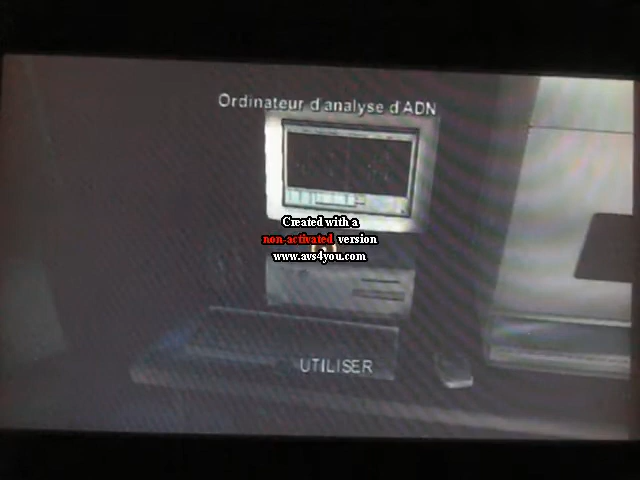 Ordinateur d'analyse d'ADN
Created with a
non-activated version
www.avs4you.com
UTILISER